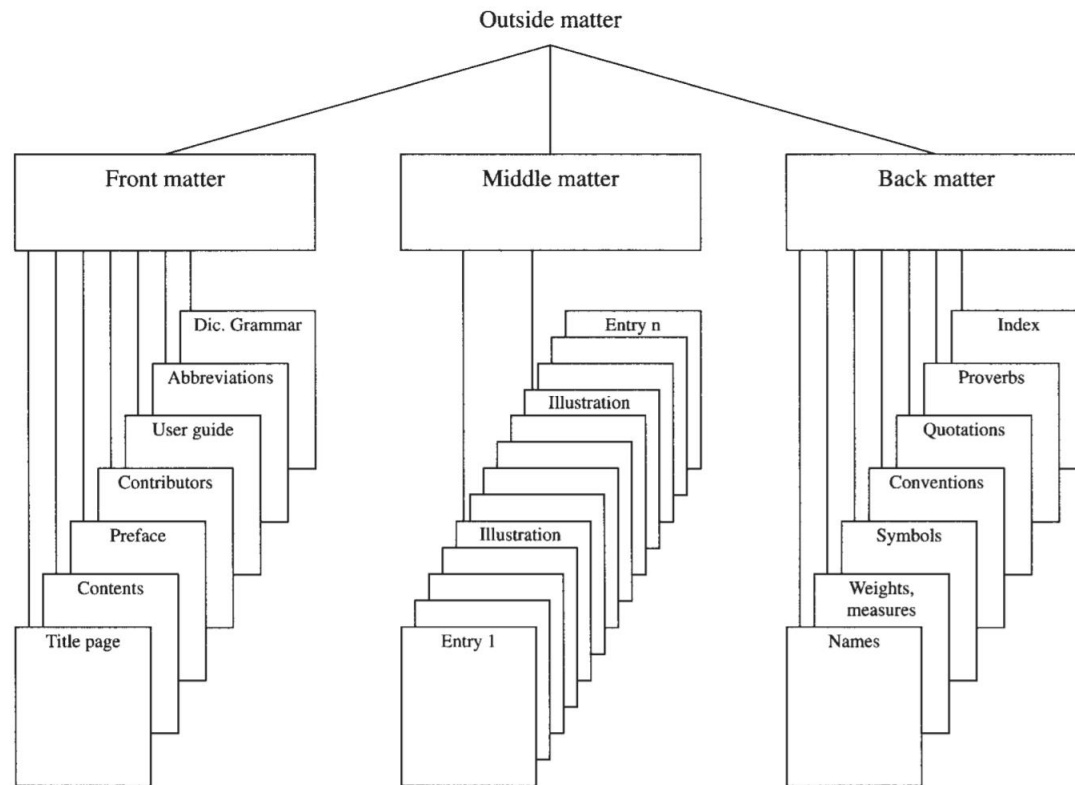 Outside matter
Front matter
Middle matter
Back matter
Dic. Grammar
Abbreviations
User guide
Contributors
Preface
Contents
Title page
Entry n
Illustration
Illustration
Entry 1
Index
Proverbs
Quotations
Conventions
Symbols
Weights,
measures
Names